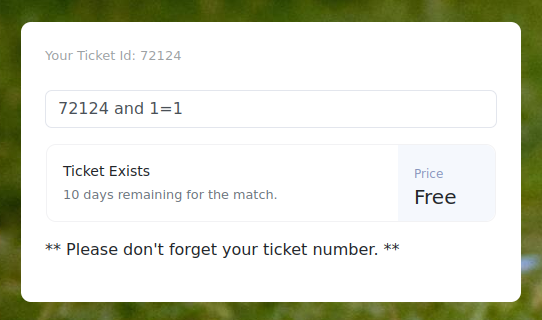 Your Ticket Id: 72124
72124 and 1=1
Ticket Exists
10 days remaining for the match.
Price
Free
** Please don't forget your ticket number. **